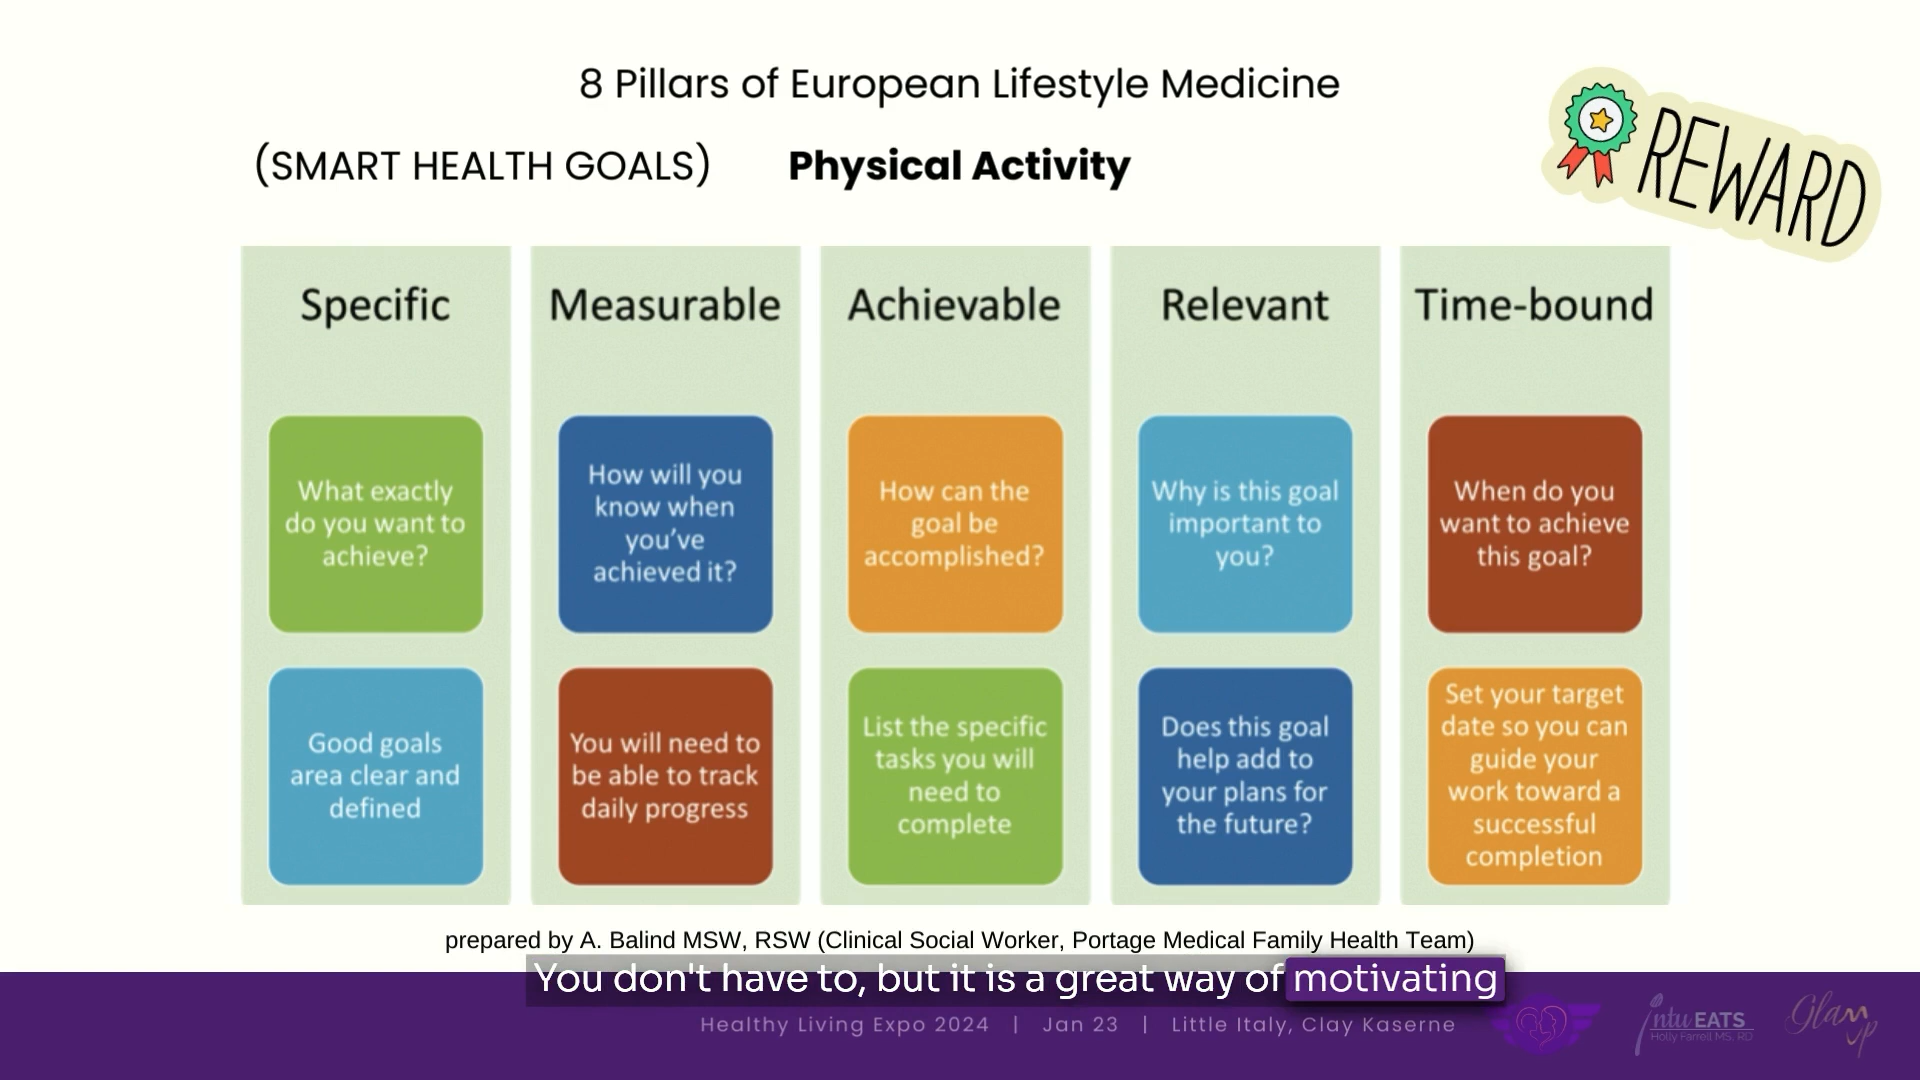 8 Pillars of European Lifestyle Medicine
(SMART HEALTH GOALS) Physical Activity
REWARD
Specific
What exactly
do you want to
achieve?
Good goals
area clear and
defined
Measurable
How will you
know when
you've
achieved it?
You will need to
be able to track
daily progress
Achievable
How can the
goal be
accomplished?
List the specific
tasks you will
need to
complete
Relevant
Why is this goal
important to
you?
Does this goal
help add to
your plans for
the future?
Time-bound
When do you
want to achieve
this goal?
Set your target
date so you can
guide your
work toward a
successful
completion
prepared by A. Balind MSW, RSW (Clinical Social Worker, Portage Medical Family Health Team)
You don't have to, but it is a great way of motivating
Healthy Living Expo 2024 | Jan 23 | Little Italy, Clay Kaserne
Intu EATS
Holly Farrell MS, RD
Glam up